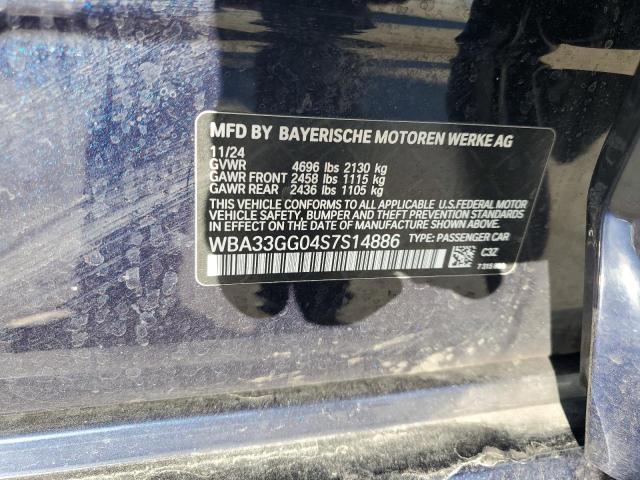 MFD BY BAYERISCHE MOTOREN WERKE AG
11/24
GVWR 4696 lbs 2130 kg
GAWR FRONT 2458 lbs 1115 kg
GAWR REAR 2436 lbs 1105 kg
THIS VEHICLE CONFORMS TO ALL APPLICABLE U.S.FEDERAL MOTOR
VEHICLE SAFETY, BUMPER AND THEFT PREVENTION STANDARDS
IN EFFECT ON THE DATE OF MANUFACTURE SHOWN ABOVE.
WBA33GG04S7S14886 TYPE: PASSENGER CAR
C3Z
7 315